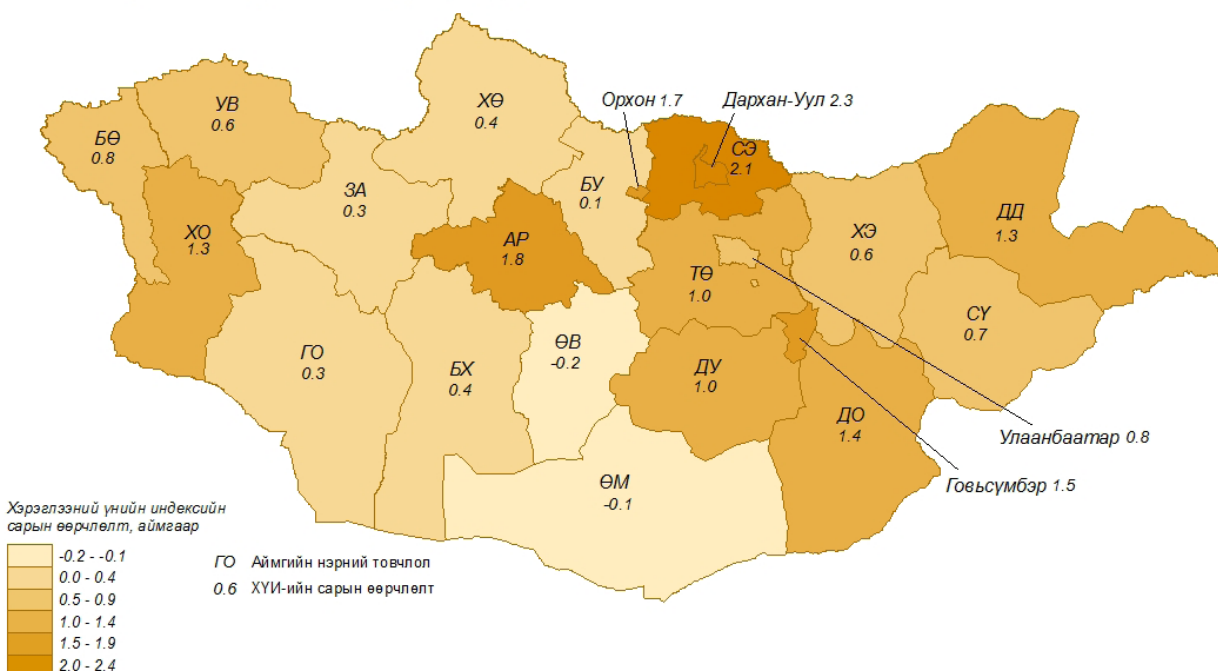 Орхон 1.7
Дархан-Уул 2.3
УВ
0.6
ХӨ
0.4
БӨ
0.8
СЭ
2.1
ЗА
0.3
БУ
0.1
ХО
1.3
АР
1.8
ХЭ
0.6
ДД
1.3
ТӨ
1.0
СҮ
0.7
ГО
0.3
БХ
0.4
ӨВ
-0.2
ДУ
1.0
ДО
1.4
Улаанбаатар 0.8
Говьсүмбэр 1.5
ӨМ
-0.1
Хэрэглээний үнийн индексийн
сарын өөрчлөлт, аймгаар
-0.2 - -0.1
0.0 - 0.4
0.5 - 0.9
1.0 - 1.4
1.5 - 1.9
2.0 - 2.4
ГО Аймгийн нэрний товчлол
0.6 ХҮИ-ийн сарын өөрчлөлт